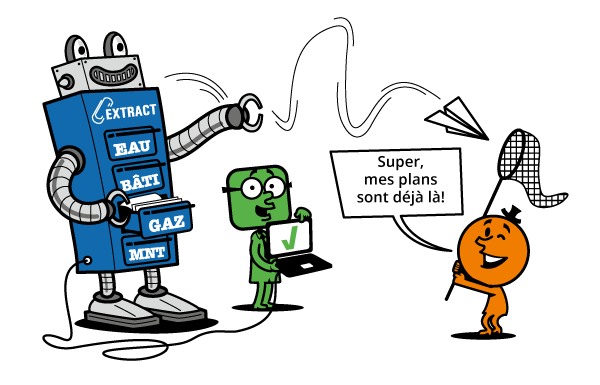 EXTRACT
EAU
BÂTI
GAZ
MNT
Super,
mes plans
sont déjà là!